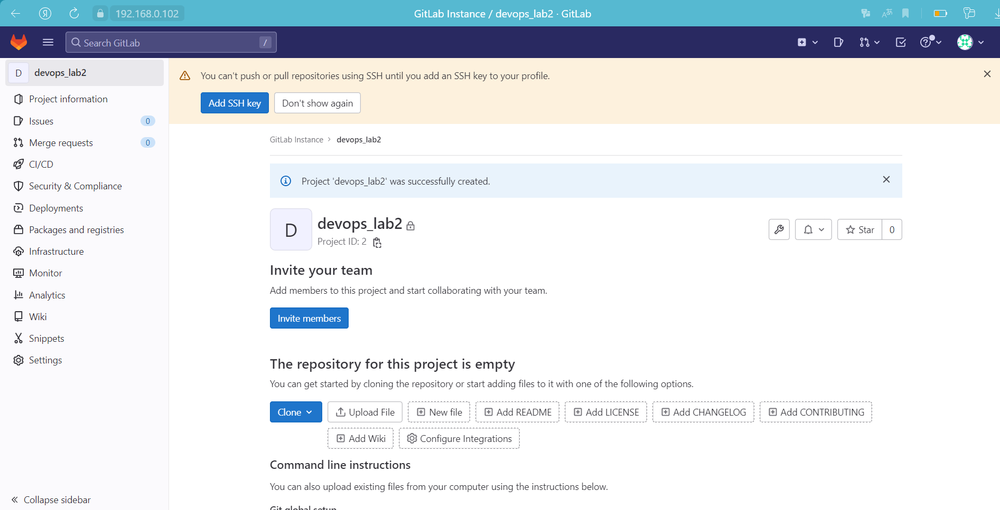 Я 192.168.0.102 GitLab Instance / devops_lab2 · GitLab
Search GitLab /
D devops_lab2
Project information
Issues 0
Merge requests 0
CI/CD
Security & Compliance
Deployments
Packages and registries
Infrastructure
Monitor
Analytics
Wiki
Snippets
Settings
Collapse sidebar
You can't push or pull repositories using SSH until you add an SSH key to your profile.
Add SSH key Don't show again
GitLab Instance › devops_lab2
Project 'devops_lab2' was successfully created.
D
devops_lab2
Project ID: 2
Star 0
Invite your team
Add members to this project and start collaborating with your team.
Invite members
The repository for this project is empty
You can get started by cloning the repository or start adding files to it with one of the following options.
Clone Upload File New file Add README Add LICENSE Add CHANGELOG Add CONTRIBUTING
Add Wiki Configure Integrations
Command line instructions
You can also upload existing files from your computer using the instructions below.
Git global setup